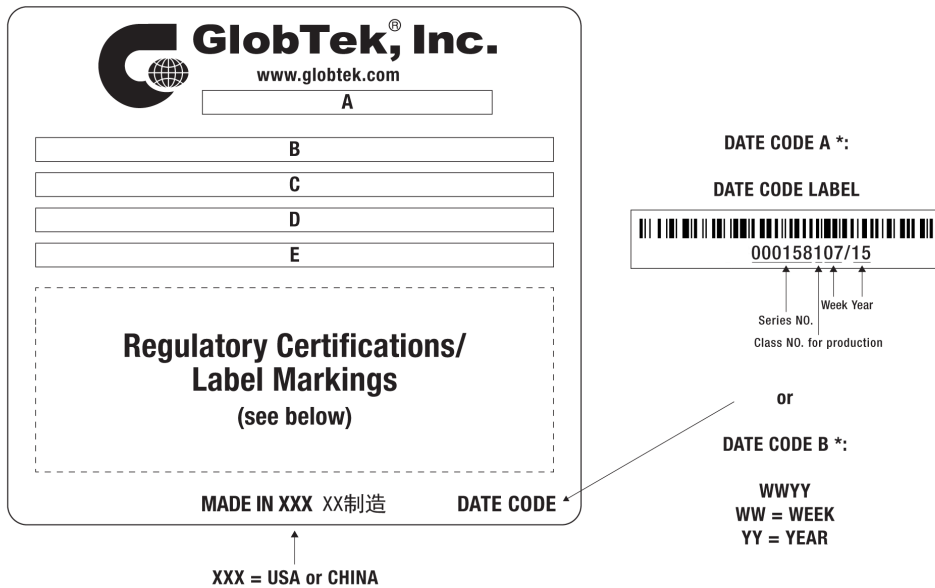 GlobTek,® Inc.
www.globtek.com
A
B
C
D
E
Regulatory Certifications/
Label Markings
(see below)
MADE IN XXX XX制造 DATE CODE
XXX = USA or CHINA
DATE CODE A *:
DATE CODE LABEL
000158107/15
Week Year
Series NO.
Class NO. for production
or
DATE CODE B *:
WWYY
WW = WEEK
YY = YEAR